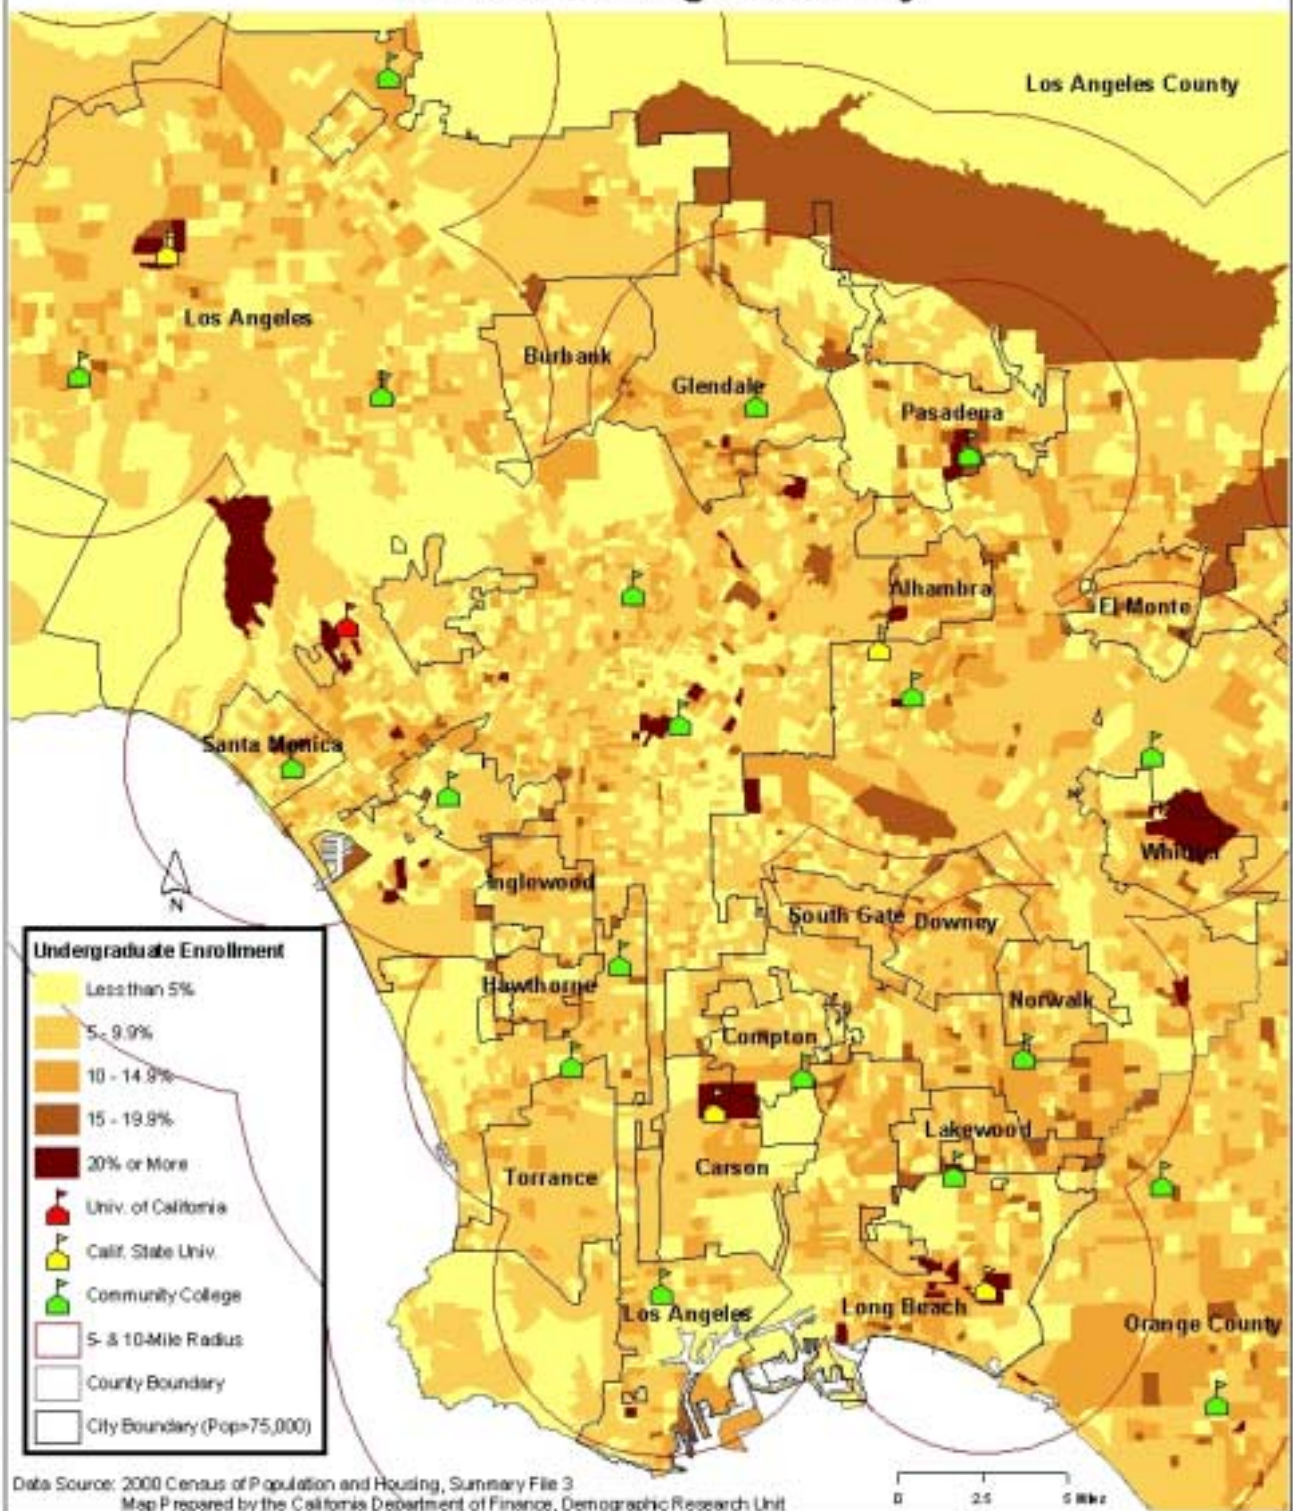 Los Angeles County
Los Angeles
Burbank
Glendale
Pasadena
Alhambra
El Monte
Santa Monica
Whittier
Inglewood
South Gate
Downey
Hawthorne
Norwalk
Compton
Lakewood
Carson
Torrance
Los Angeles
Long Beach
Orange County
N
Undergraduate Enrollment
Less than 5%
5 - 9.9%
10 - 14.9%
15 - 19.9%
20% or More
Univ. of California
Calif. State Univ.
Community College
5- & 10-Mile Radius
County Boundary
City Boundary (Pop>75,000)
0 2.5 5 Miles
Data Source: 2000 Census of Population and Housing, Summary File 3
Map Prepared by the California Department of Finance, Demographic Research Unit